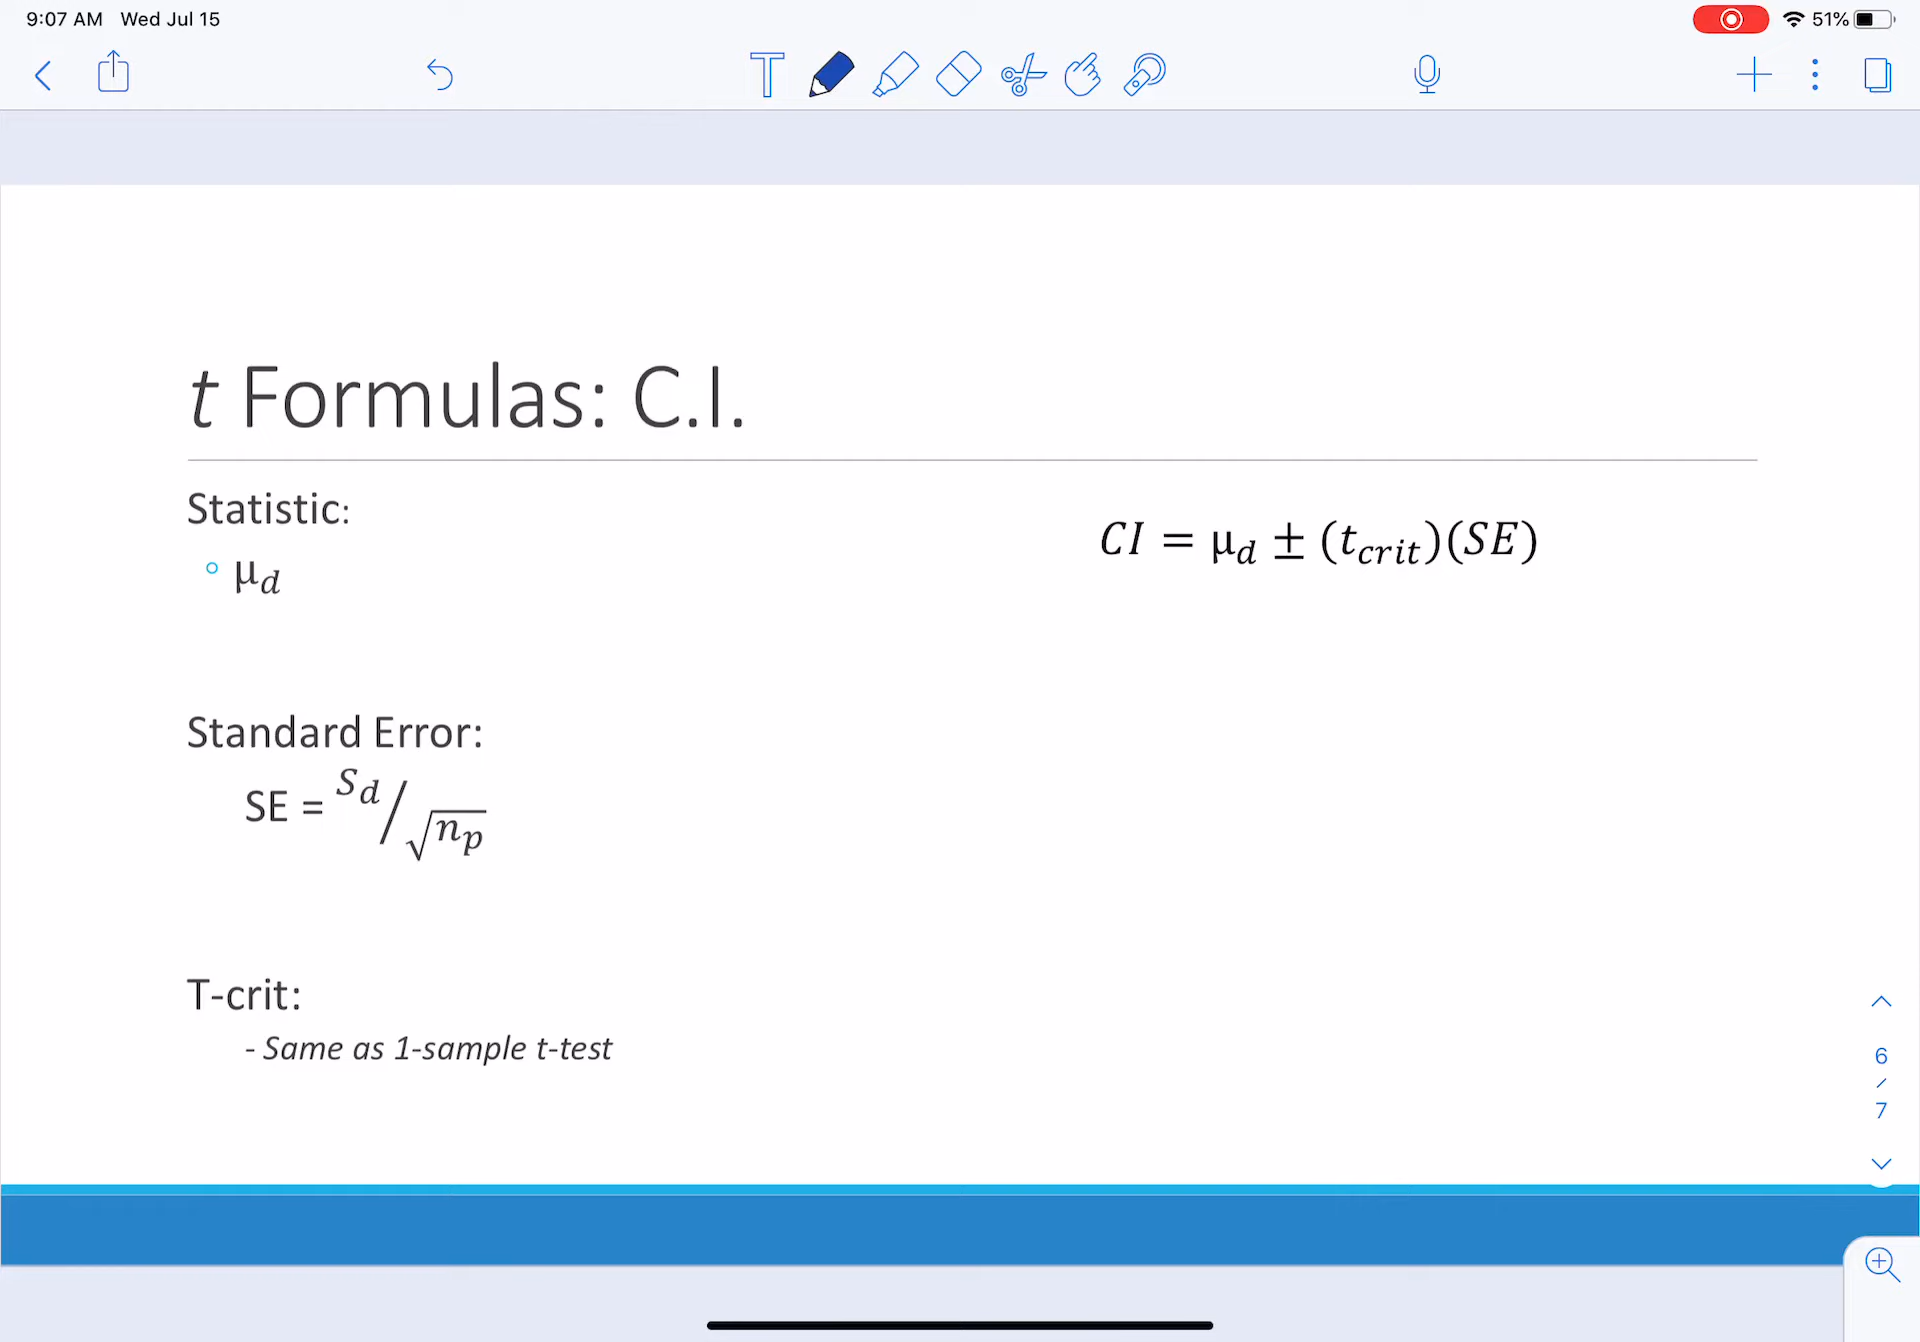 9:07 AM Wed Jul 15
51%
t Formulas: C.I.
Statistic:
μd
CI = μd ± (tcrit)(SE)
Standard Error:
SE = Sd/√np
T-crit:
- Same as 1-sample t-test
6
/
7